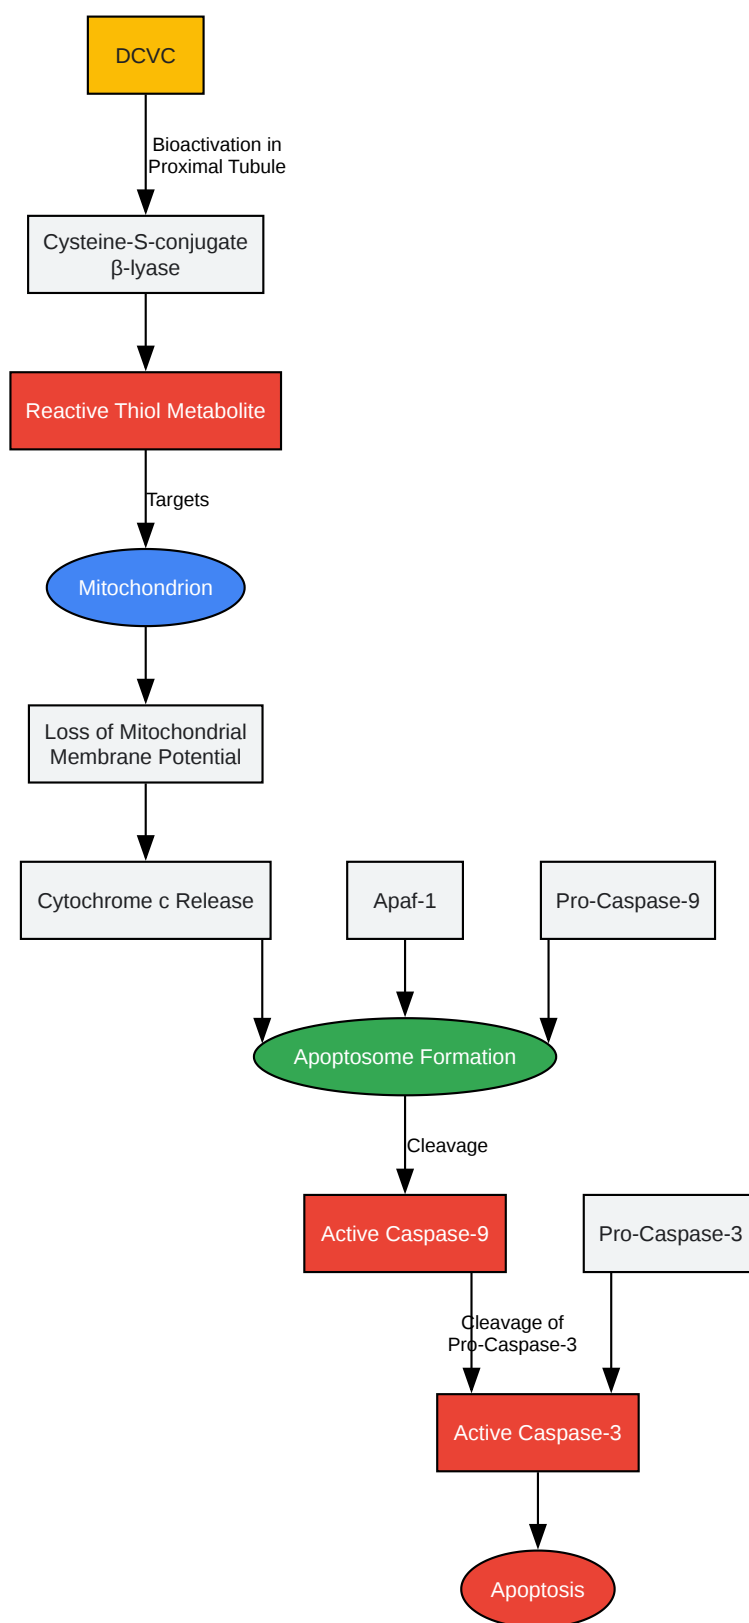 DCVC
Bioactivation in
Proximal Tubule
Cysteine-S-conjugate
β-lyase
Reactive Thiol Metabolite
Targets
Mitochondrion
Loss of Mitochondrial
Membrane Potential
Cytochrome c Release
Apaf-1
Pro-Caspase-9
Apoptosome Formation
Cleavage
Active Caspase-9
Pro-Caspase-3
Cleavage of
Pro-Caspase-3
Active Caspase-3
Apoptosis